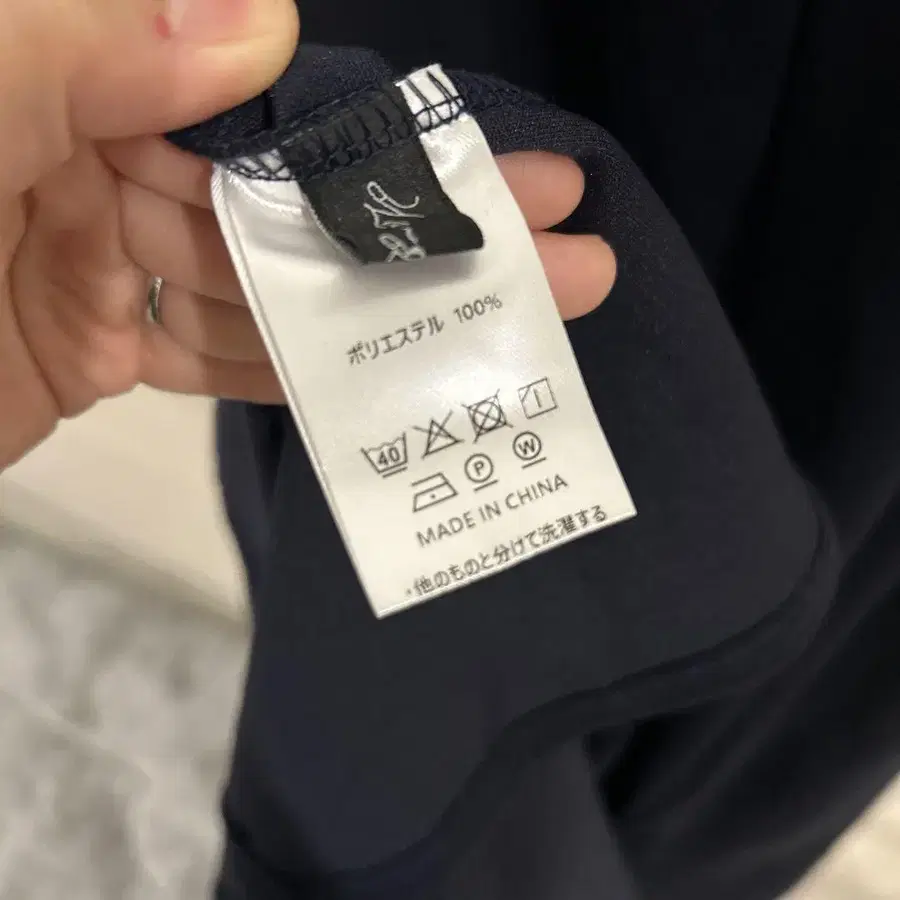 ポリエステル 100%
40
P W
MADE IN CHINA
・他のものと分けて洗濯する